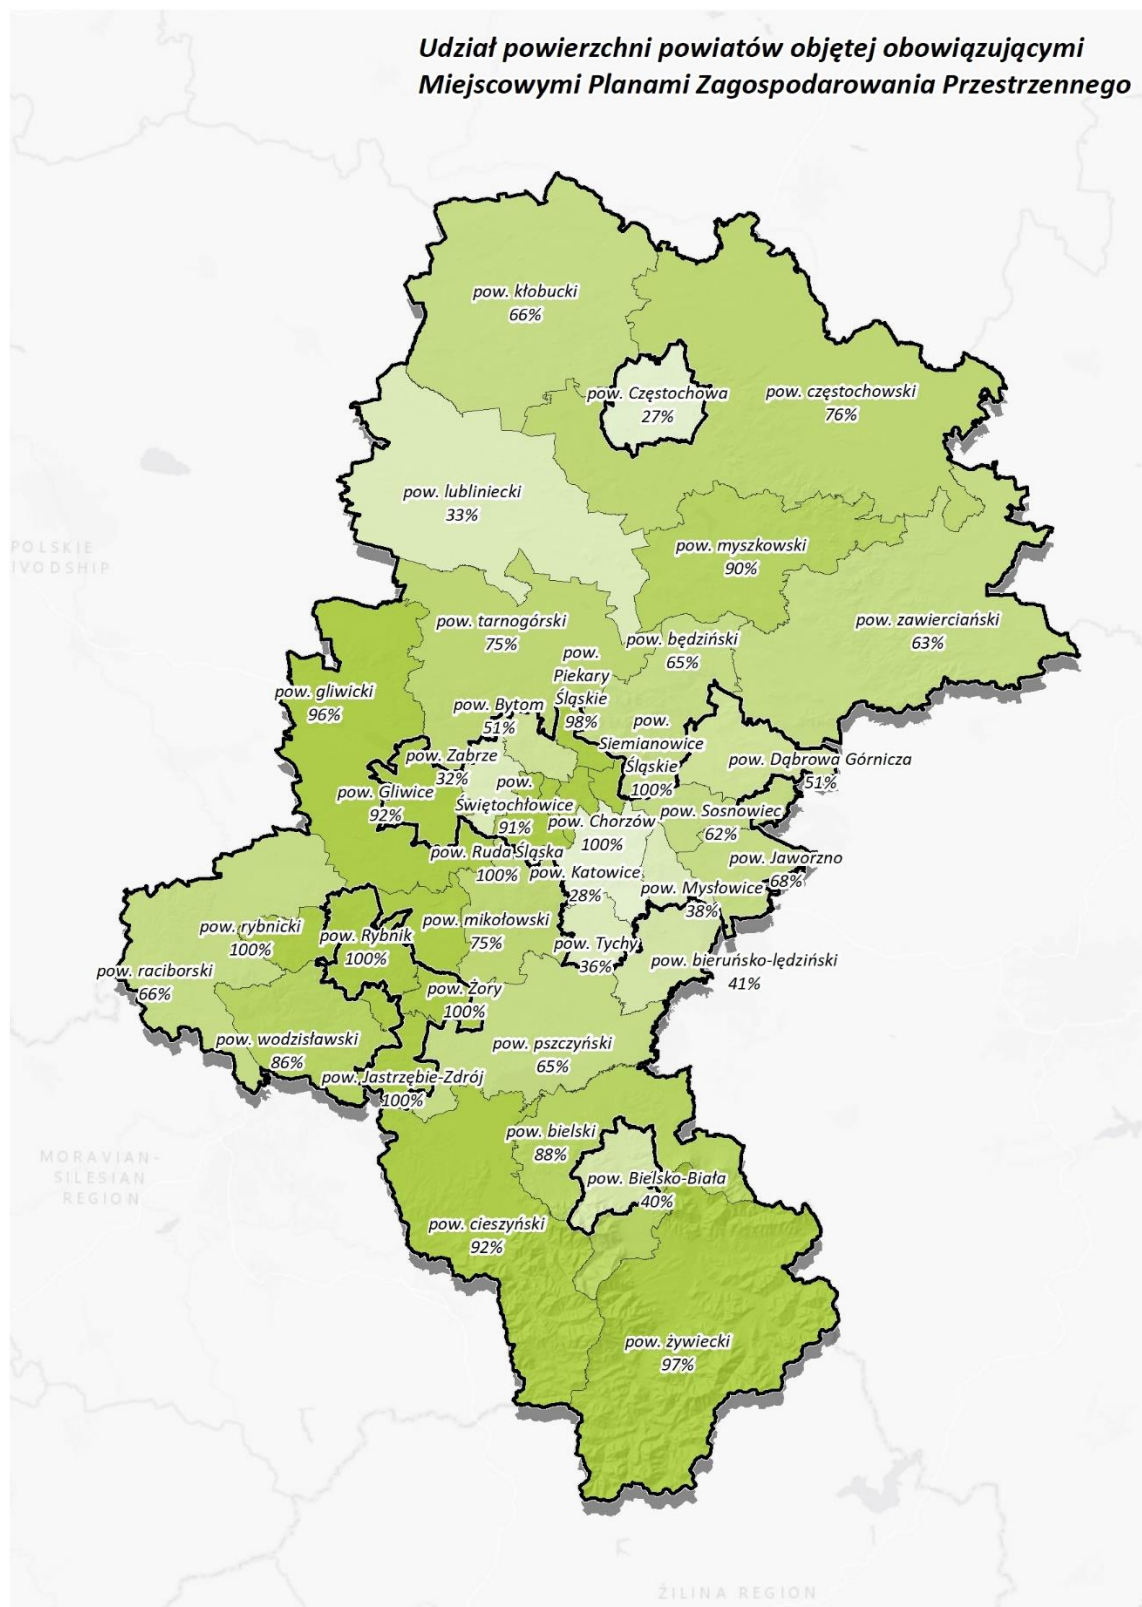 Udział powierzchni powiatów objętej obowiązującymi
Miejscowymi Planami Zagospodarowania Przestrzennego
pow. kłobucki
66%
pow. Częstochowa
27%
pow. częstochowski
76%
pow. lubliniecki
33%
POLSKIE
IVODSHIP
pow. myszkowski
90%
pow. tarnogórski
75%
pow. będziński
65%
pow. zawierciański
63%
pow. gliwicki
96%
pow.
Piekary
Śląskie
98%
pow. Bytom
51%
pow.
Siemianowice
Śląskie
100%
pow. Zabrze
32%
pow. Dąbrowa Górnicza
51%
pow. Gliwice
92%
pow.
Świętochłowice
91%
pow. Chorzów
100%
pow. Sosnowiec
62%
pow. Ruda Śląska
100%
pow. Jaworzno
68%
pow. Katowice
28%
pow. Mysłowice
38%
pow. rybnicki
100%
pow. Rybnik
100%
pow. mikołowski
75%
pow. Tychy
36%
pow. bieruńsko-lędziński
41%
pow. raciborski
66%
pow. Żory
100%
pow. wodzisławski
86%
pow. pszczyński
65%
pow. Jastrzębie-Zdrój
100%
pow. bielski
88%
MORAVIAN-
SILESIAN
REGION
pow. Bielsko-Biała
40%
pow. cieszyński
92%
pow. żywiecki
97%
ŽILINA REGION